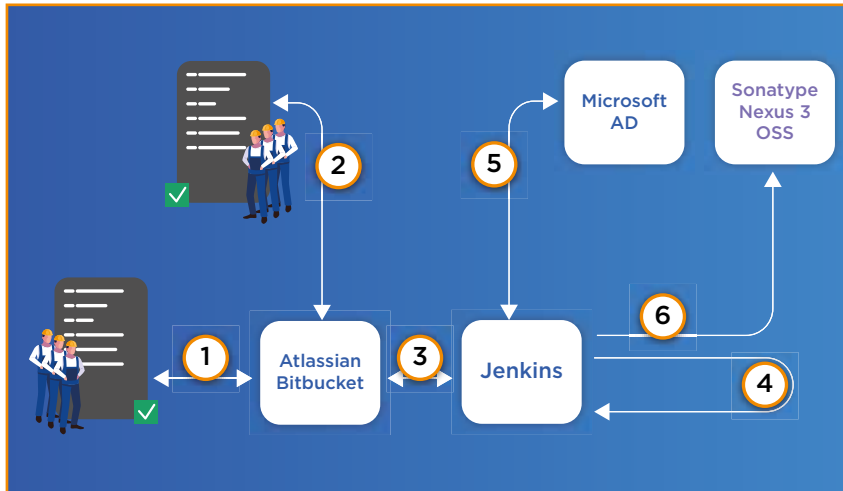 Microsoft
AD
Sonatype
Nexus 3
OSS
2
5
1
Atlassian
Bitbucket
3
Jenkins
6
4